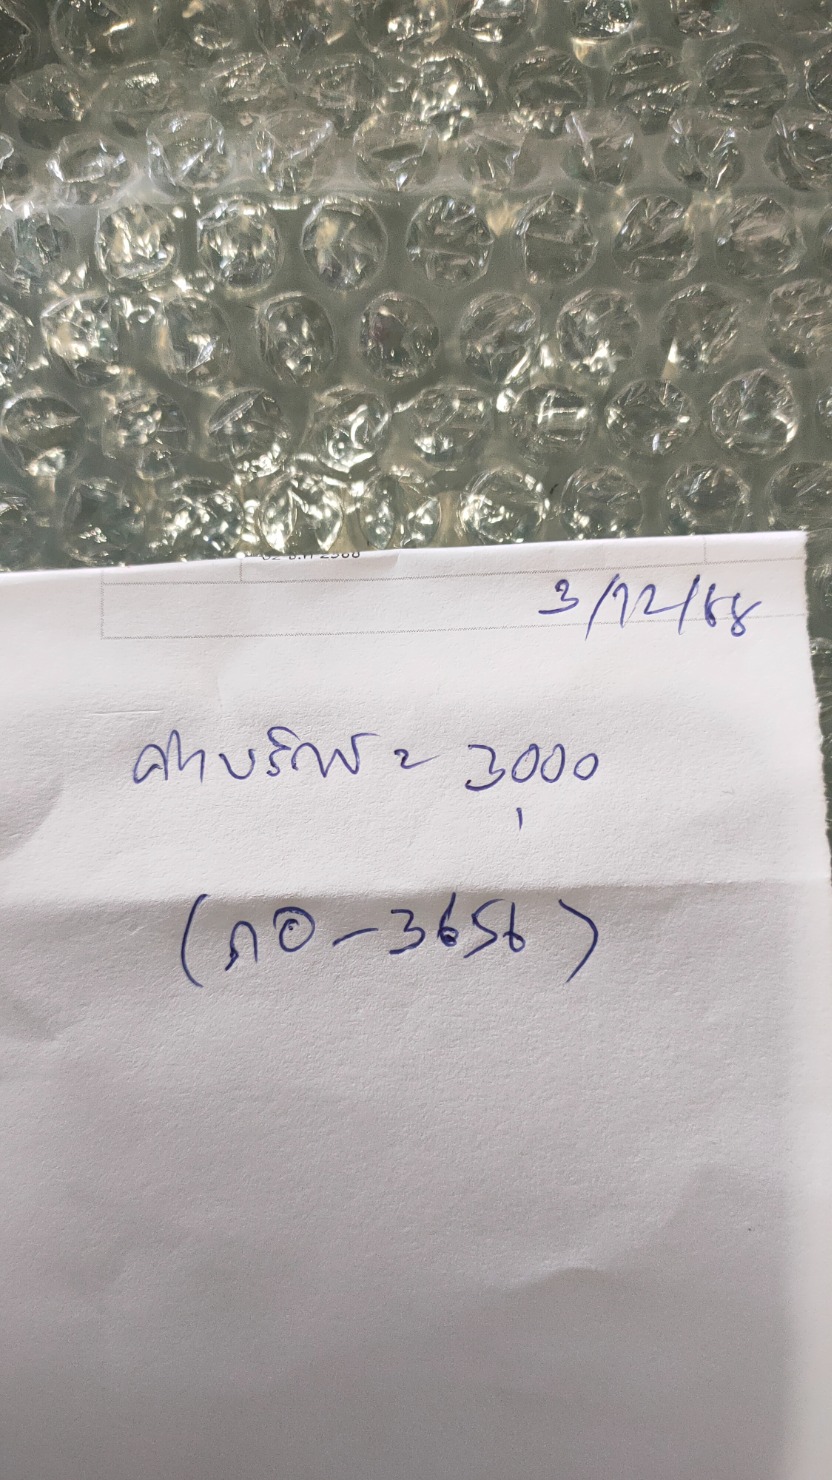 3/12/68
ค่าบริการ = 3,000
(กอ-3656)